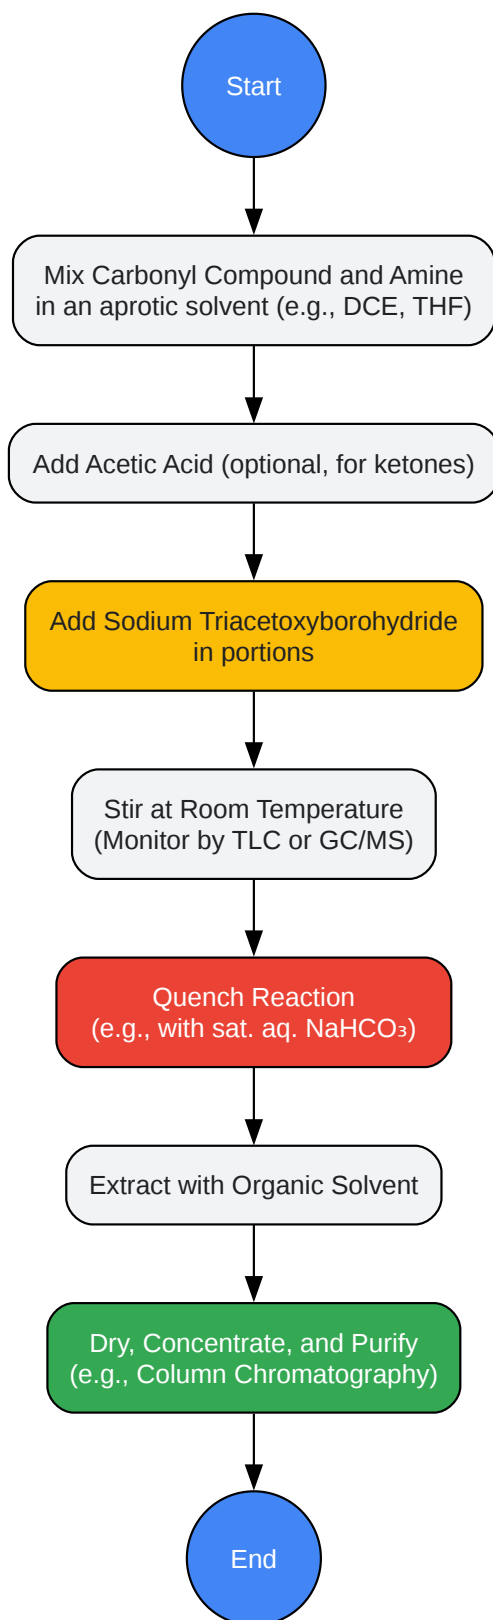 Start
Mix Carbonyl Compound and Amine
in an aprotic solvent (e.g., DCE, THF)
Add Acetic Acid (optional, for ketones)
Add Sodium Triacetoxyborohydride
in portions
Stir at Room Temperature
(Monitor by TLC or GC/MS)
Quench Reaction
(e.g., with sat. aq. NaHCO₃)
Extract with Organic Solvent
Dry, Concentrate, and Purify
(e.g., Column Chromatography)
End